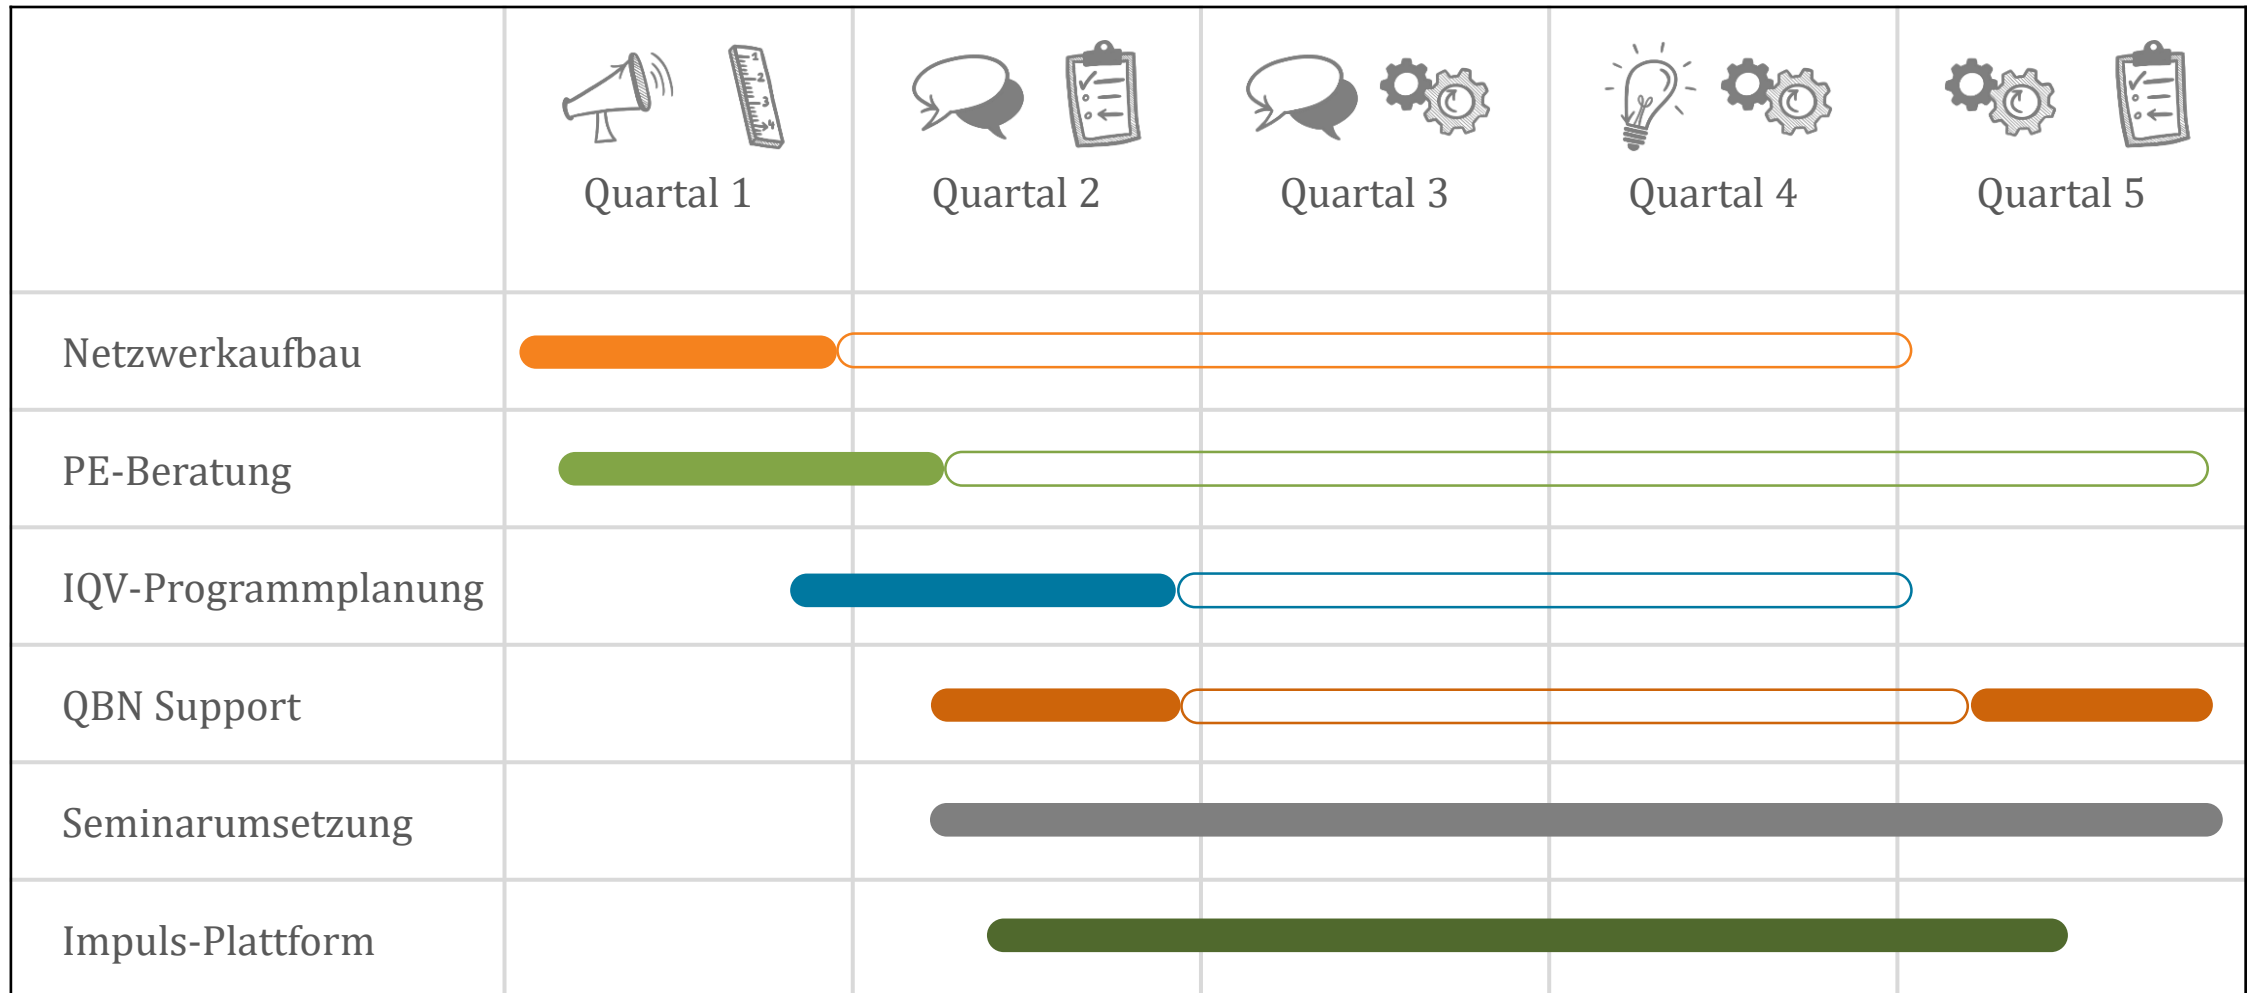 Quartal 1
Quartal 2
Quartal 3
Quartal 4
Quartal 5
Netzwerkaufbau
PE-Beratung
IQV-Programmplanung
QBN Support
Seminarumsetzung
Impuls-Plattform